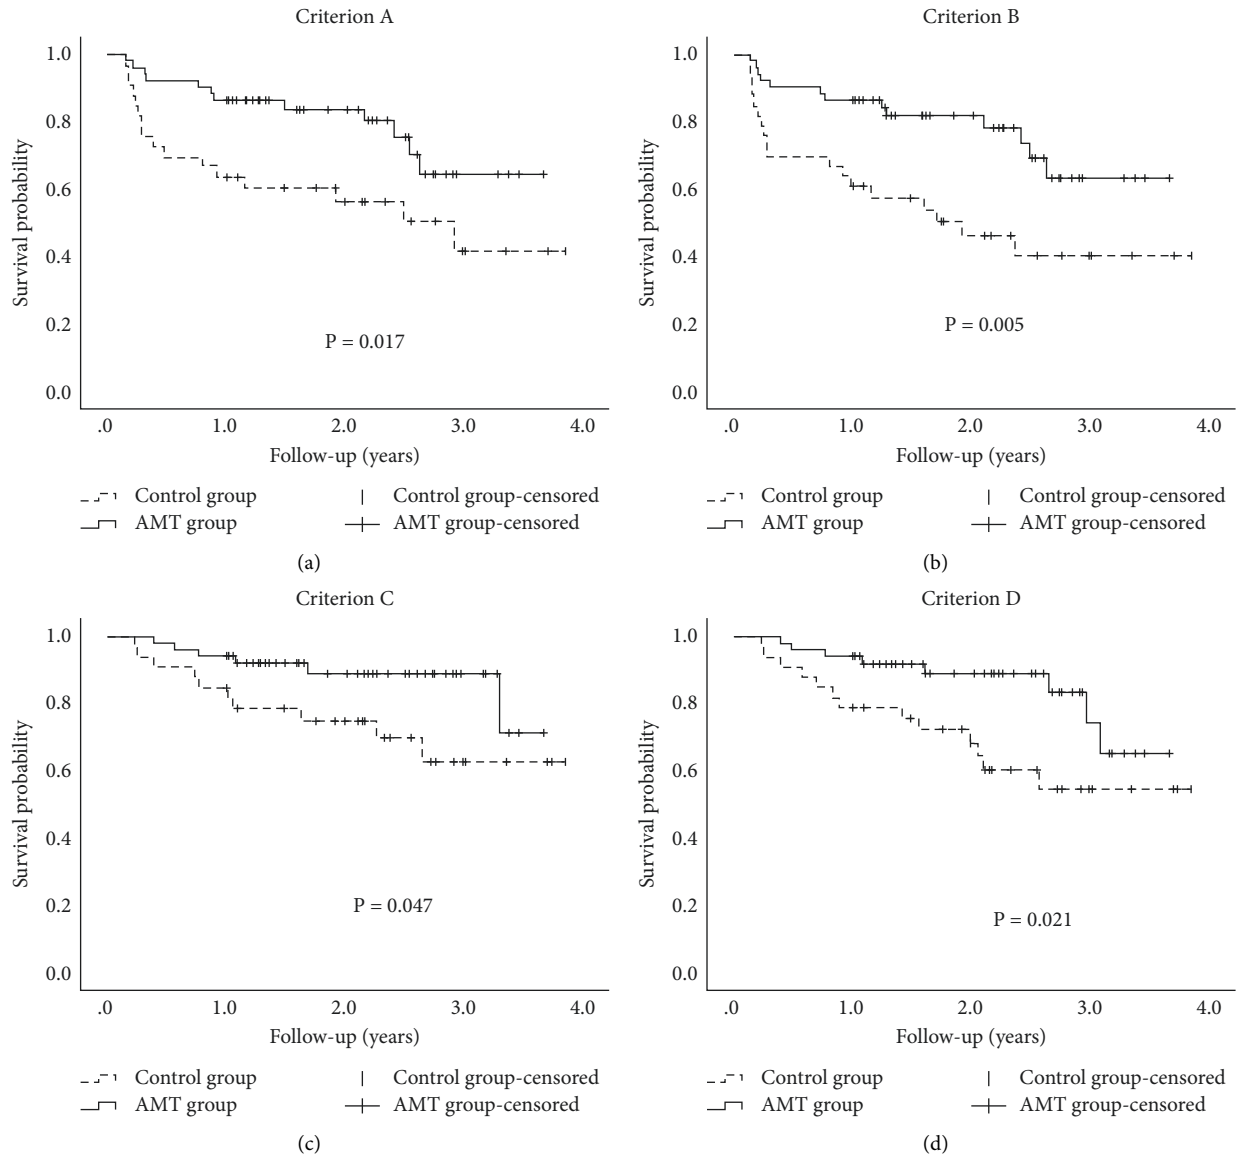 Criterion A
1.0
0.8
0.6
0.4
0.2
0.0
Survival probability
P = 0.017
.0 1.0 2.0 3.0 4.0
Follow-up (years)
Control group Control group-censored
AMT group AMT group-censored
(a)
Criterion B
1.0
0.8
0.6
0.4
0.2
0.0
Survival probability
P = 0.005
.0 1.0 2.0 3.0 4.0
Follow-up (years)
Control group Control group-censored
AMT group AMT group-censored
(b)
Criterion C
1.0
0.8
0.6
0.4
0.2
0.0
Survival probability
P = 0.047
.0 1.0 2.0 3.0 4.0
Follow-up (years)
Control group Control group-censored
AMT group AMT group-censored
(c)
Criterion D
1.0
0.8
0.6
0.4
0.2
0.0
Survival probability
P = 0.021
.0 1.0 2.0 3.0 4.0
Follow-up (years)
Control group Control group-censored
AMT group AMT group-censored
(d)